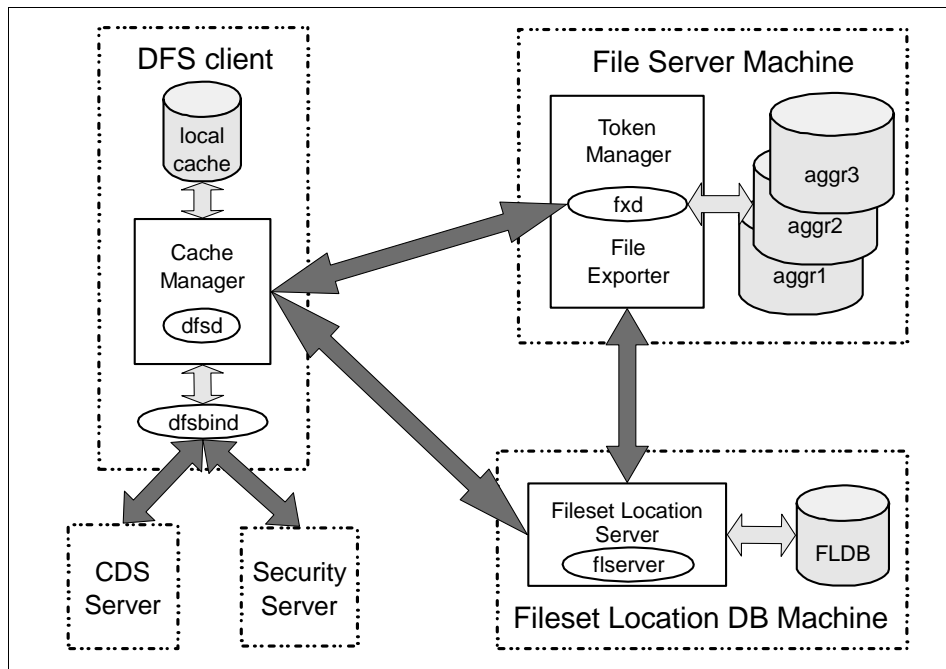 DFS client
local
cache
Cache
Manager
dfsd
dfsbind
CDS
Server
Security
Server
File Server Machine
Token
Manager
fxd
File
Exporter
aggr3
aggr2
aggr1
Fileset Location
Server
flserver
FLDB
Fileset Location DB Machine